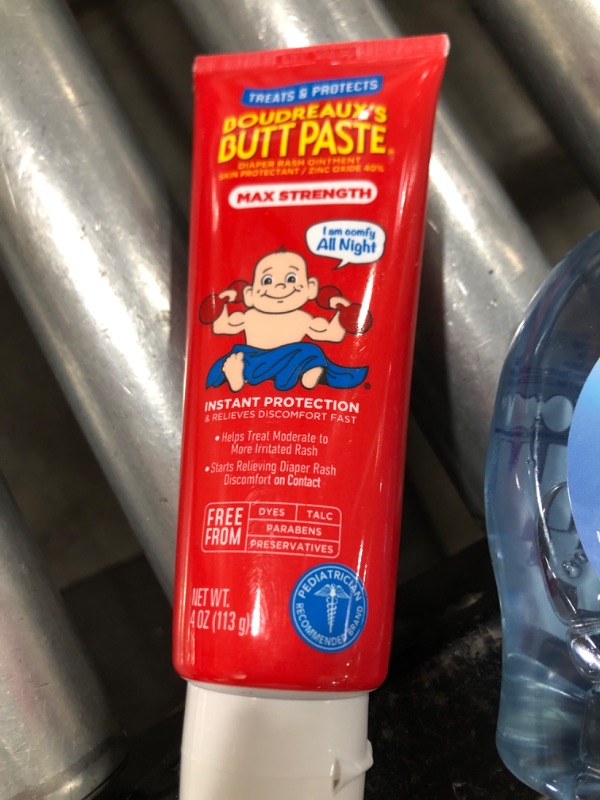 TREATS & PROTECTS
BOUDREAUX'S
BUTT PASTE®
DIAPER RASH OINTMENT
SKIN PROTECTANT / ZINC OXIDE 40%
MAX STRENGTH
I am comfy
All Night
®
INSTANT PROTECTION
& RELIEVES DISCOMFORT FAST
• Helps Treat Moderate to
More Irritated Rash
• Starts Relieving Diaper Rash
Discomfort on Contact
FREE
FROM
DYES TALC
PARABENS
PRESERVATIVES
NET WT.
4 OZ (113 g)
PEDIATRICIAN
RECOMMENDED BRAND